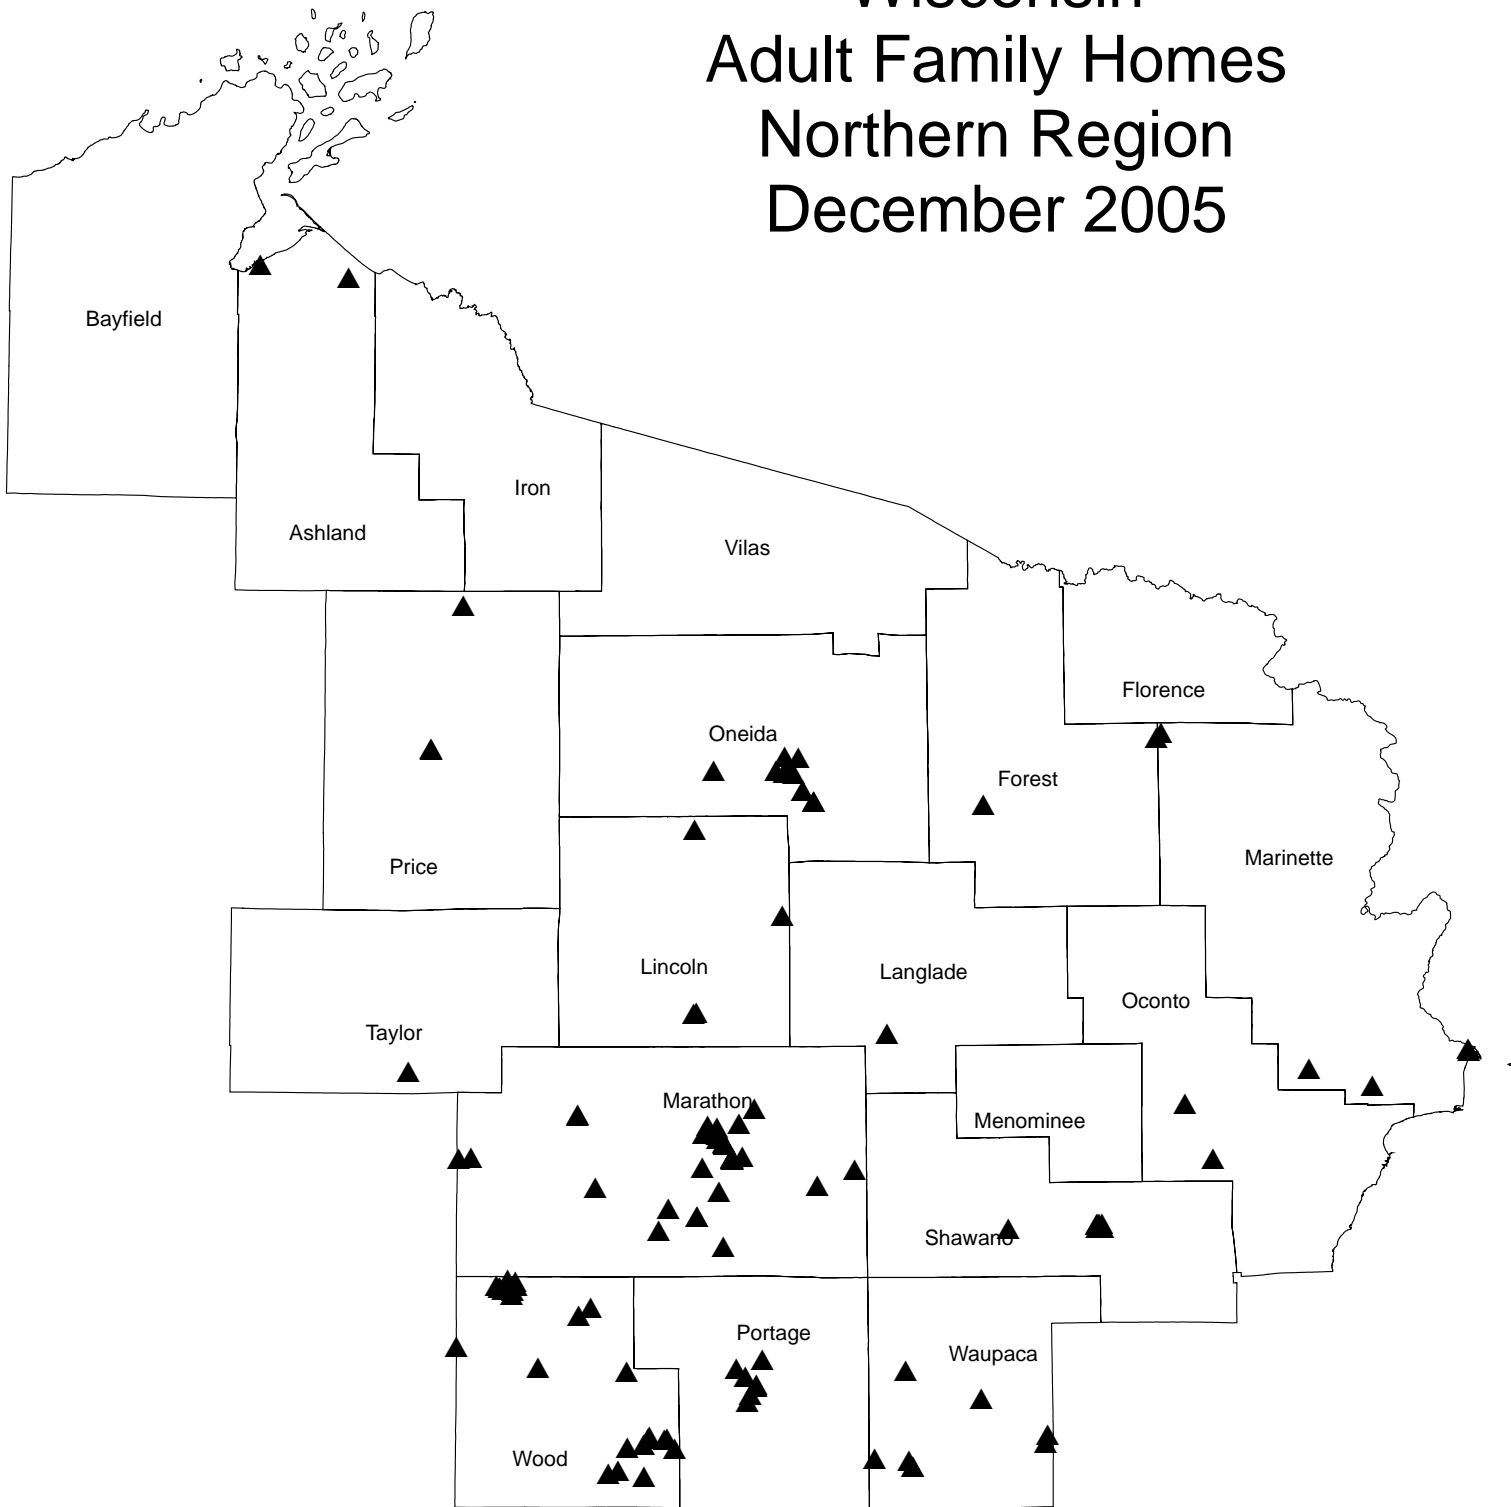 Wisconsin
Adult Family Homes
Northern Region
December 2005
Bayfield
Iron
Ashland
Vilas
Florence
Oneida
Forest
Marinette
Price
Lincoln
Langlade
Oconto
Taylor
Marathon
Menominee
Shawano
Portage
Waupaca
Wood